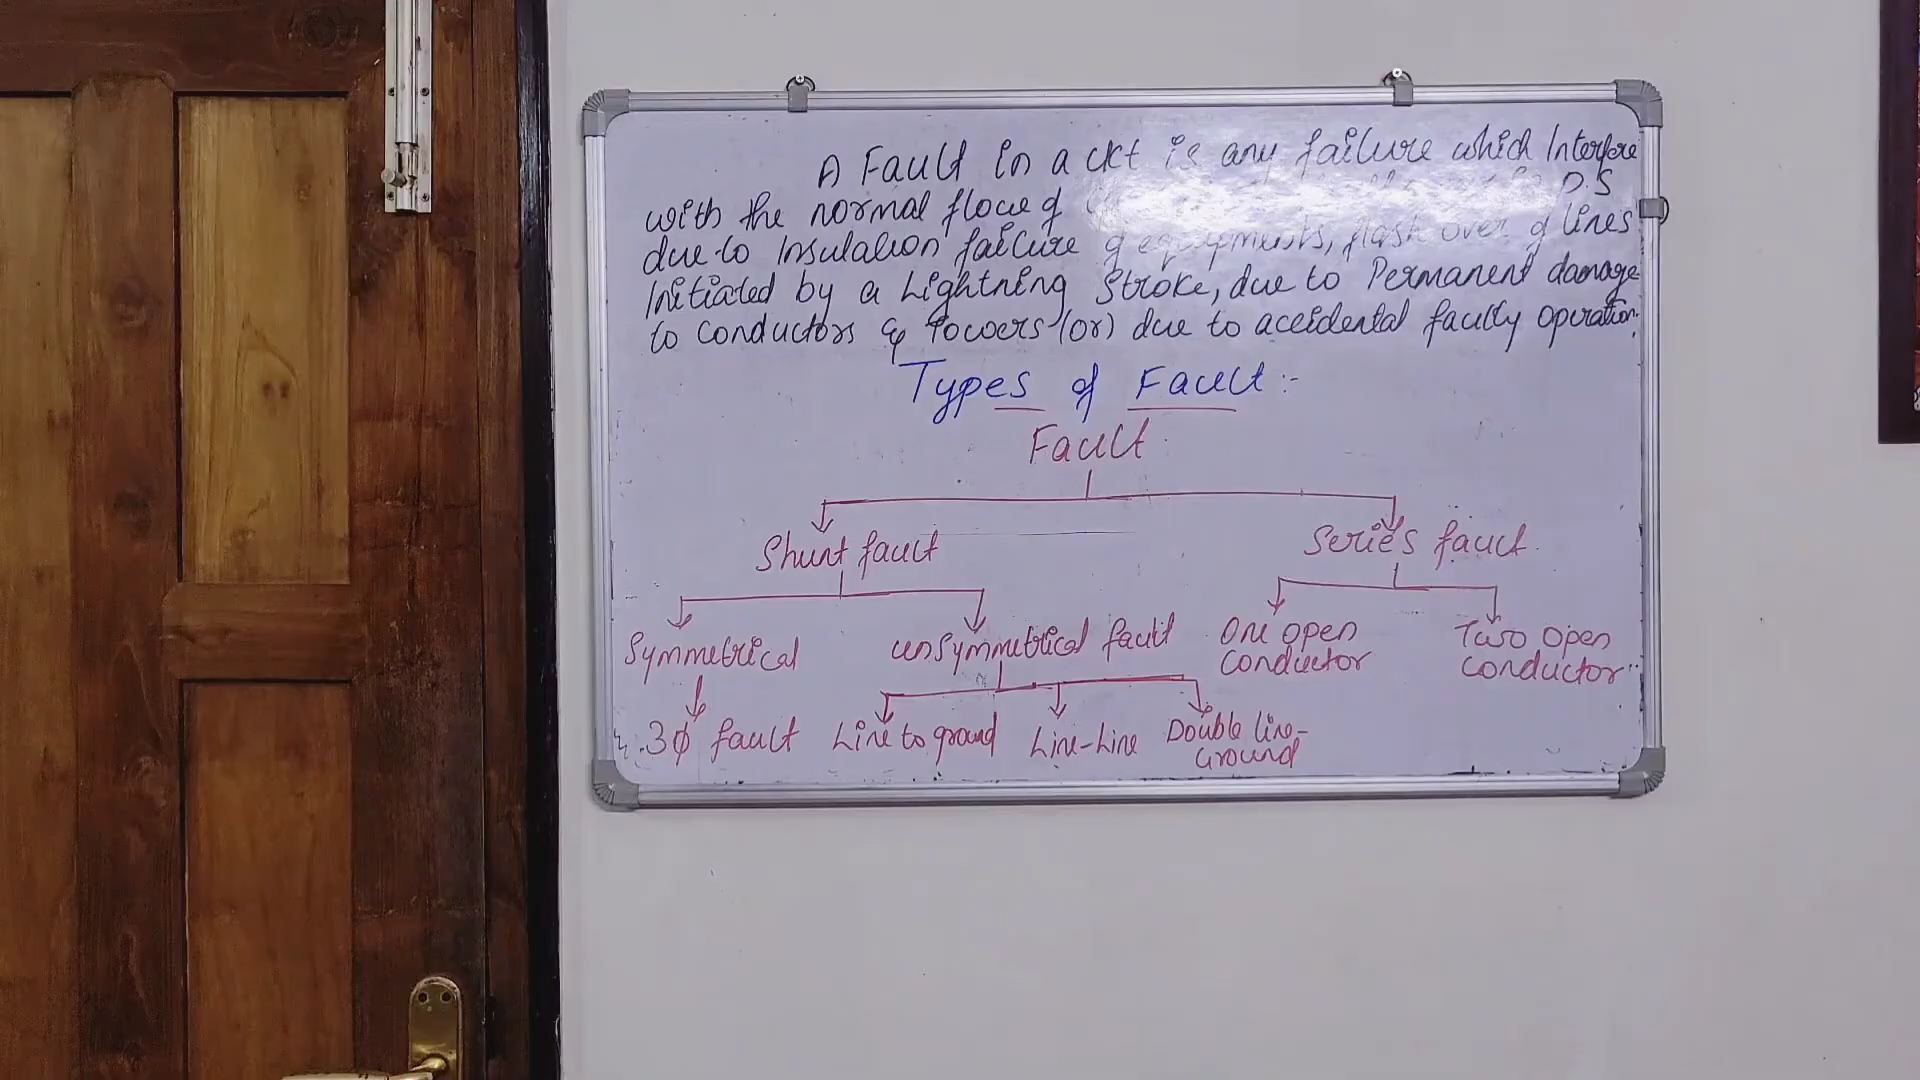 A Fault in a ckt is any failure which Interfere
with the normal flow of P.S
due to Insulation failure of equipments, flash over of lines
Initiated by a Lightning Stroke, due to Permanent damage
to conductors & Towers (or) due to accidental faulty operation.
Types of Fault :-
Fault
Shunt fault Series fault
Symmetrical unsymmetrical fault One open conductor Two open conductor
3ϕ fault Line to ground Line-Line Double line-Ground